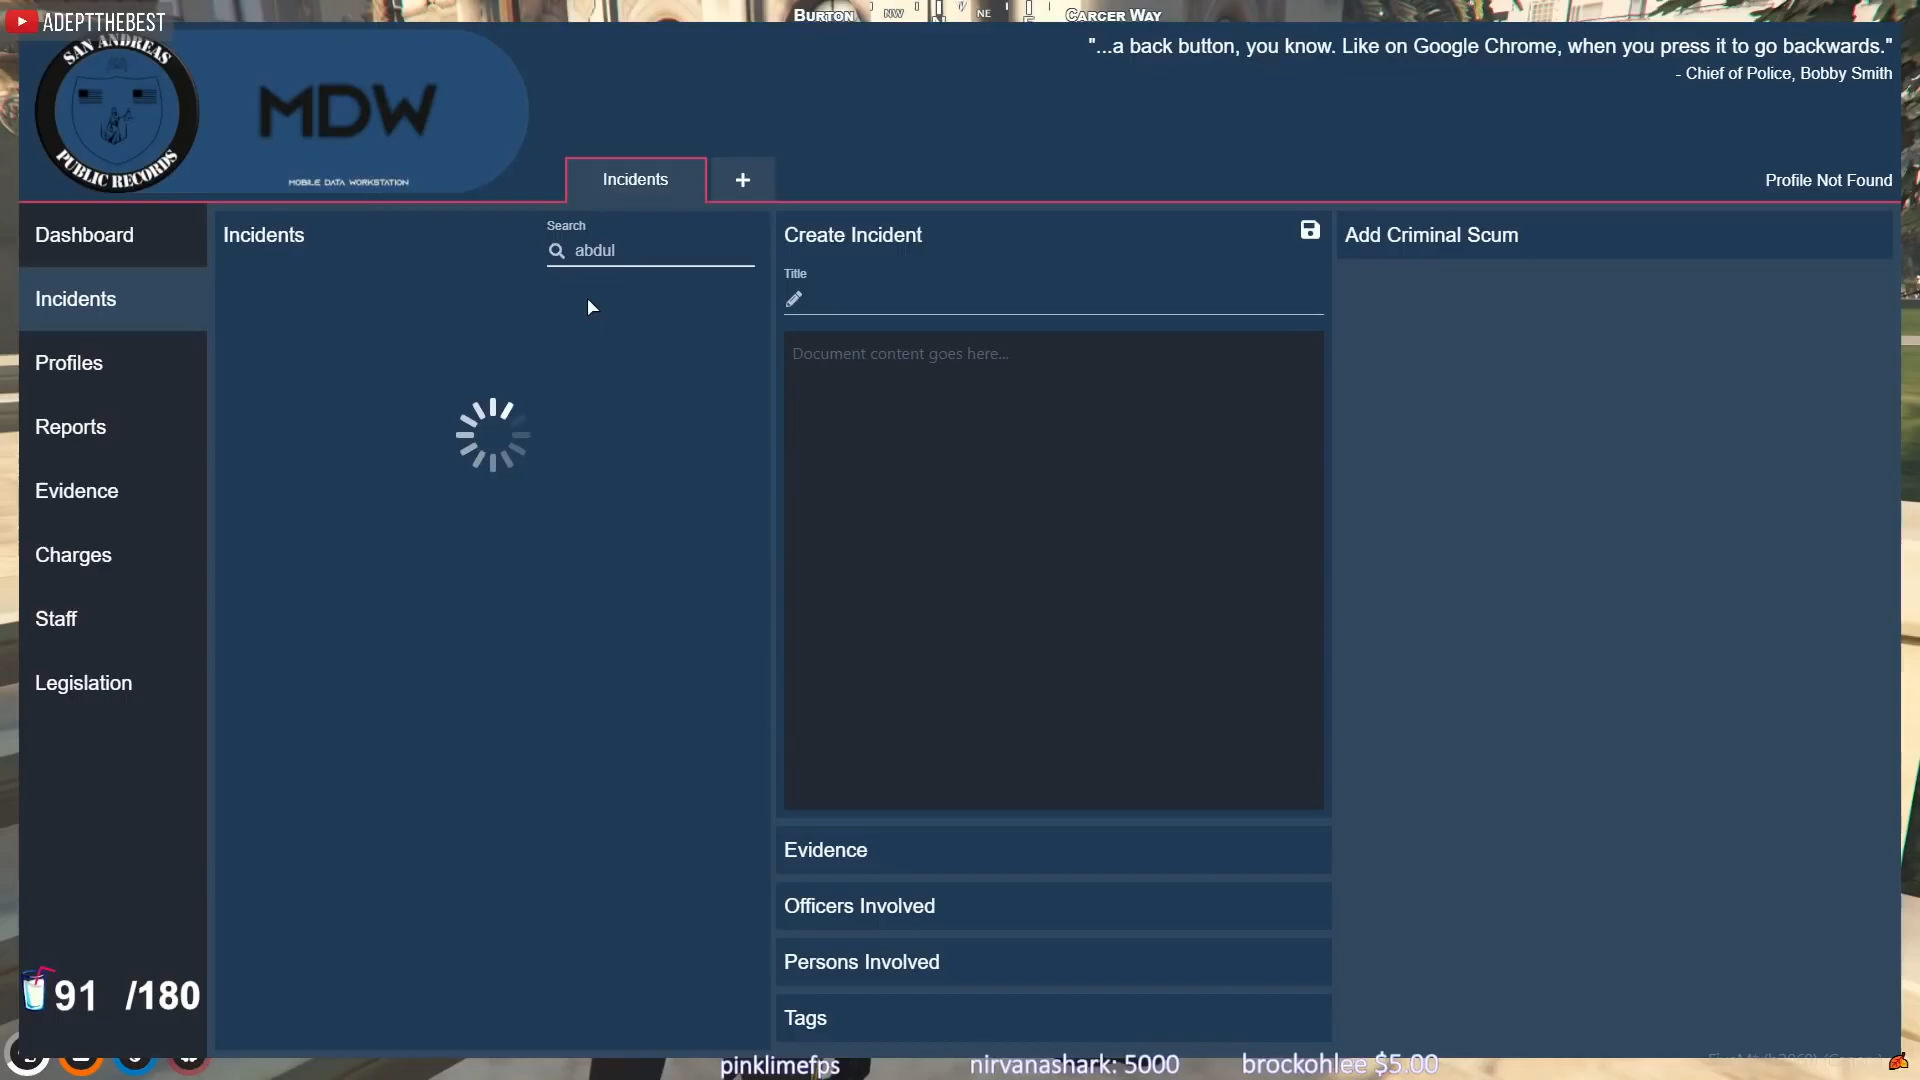 ADEPTTHEBEST
BURTON
NW
N
NE
E
CARCER WAY
SAN ANDREAS
PUBLIC RECORDS
MDW
MOBILE DATA WORKSTATION
"...a back button, you know. Like on Google Chrome, when you press it to go backwards."
- Chief of Police, Bobby Smith
Incidents
+
Profile Not Found
Dashboard
Incidents
Profiles
Reports
Evidence
Charges
Staff
Legislation
Incidents
Search
abdul
Create Incident
Title
Document content goes here...
Evidence
Officers Involved
Persons Involved
Tags
Add Criminal Scum
91 /180
pinklimefps
nirvanashark: 5000
brockohlee $5.00